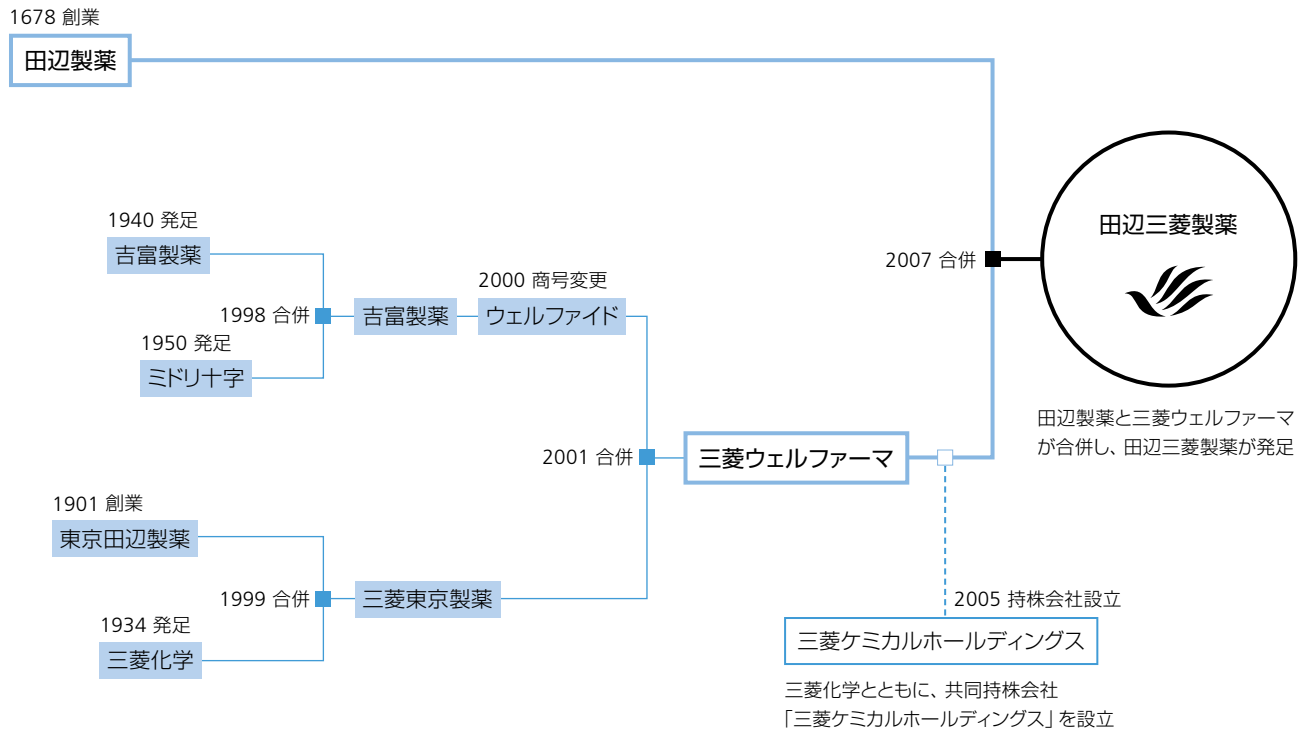 1678 創業
田辺製薬
1940 発足
吉富製薬
1998 合併
1950 発足
ミドリ十字
吉富製薬
2000 商号変更
ウェルファイド
1901 創業
東京田辺製薬
1999 合併
1934 発足
三菱化学
三菱東京製薬
2001 合併
三菱ウェルファーマ
2005 持株会社設立
三菱ケミカルホールディングス
三菱化学とともに、共同持株会社
「三菱ケミカルホールディングス」を設立
2007 合併
田辺三菱製薬
田辺製薬と三菱ウェルファーマ
が合併し、田辺三菱製薬が発足